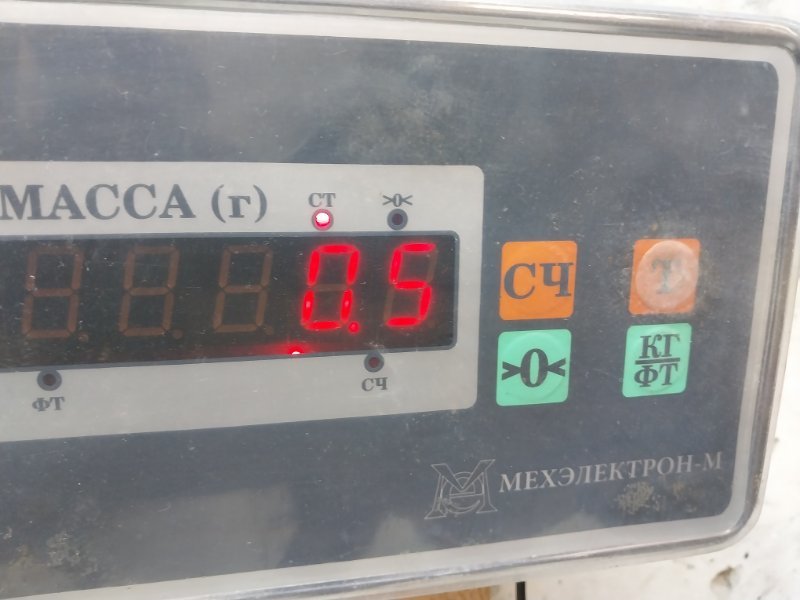 МАССА (г)
СТ >0<
0.5
ФТ СЧ
СЧ Т
>0< КГ
ФТ
МЕХЭЛЕКТРОН-М